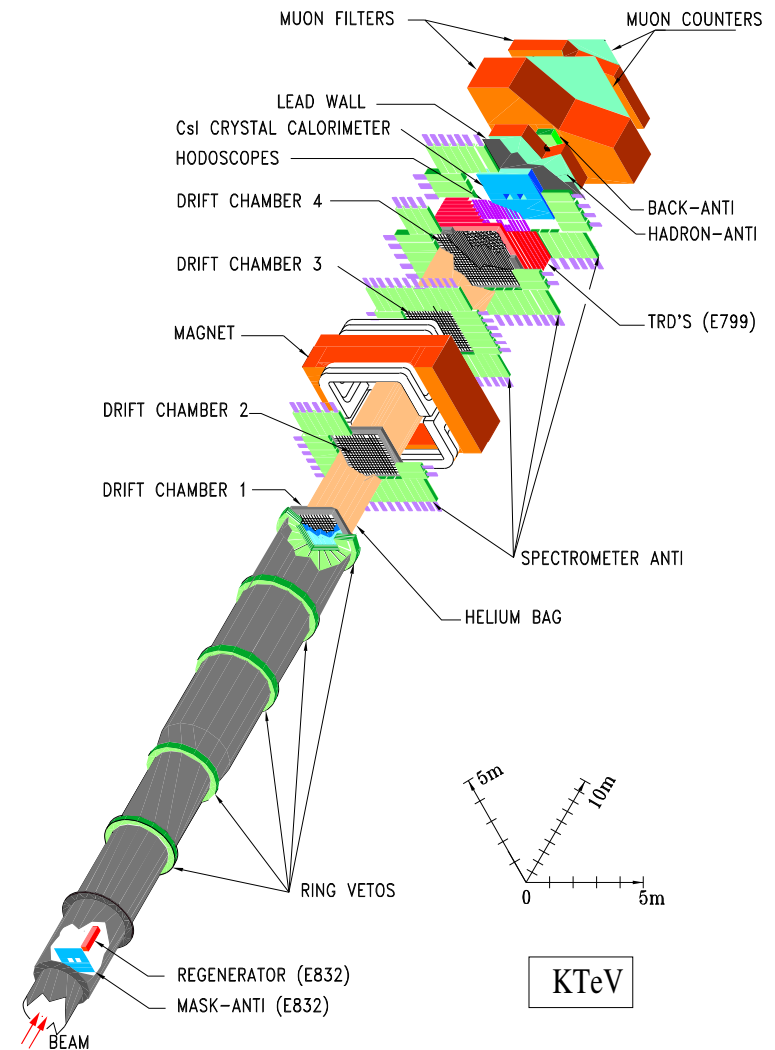 MUON FILTERS
MUON COUNTERS
LEAD WALL
CsI CRYSTAL CALORIMETER
HODOSCOPES
DRIFT CHAMBER 4
BACK-ANTI
HADRON-ANTI
DRIFT CHAMBER 3
TRD'S (E799)
MAGNET
DRIFT CHAMBER 2
DRIFT CHAMBER 1
SPECTROMETER ANTI
HELIUM BAG
5m
10m
0
5m
RING VETOS
REGENERATOR (E832)
MASK-ANTI (E832)
KTeV
BEAM